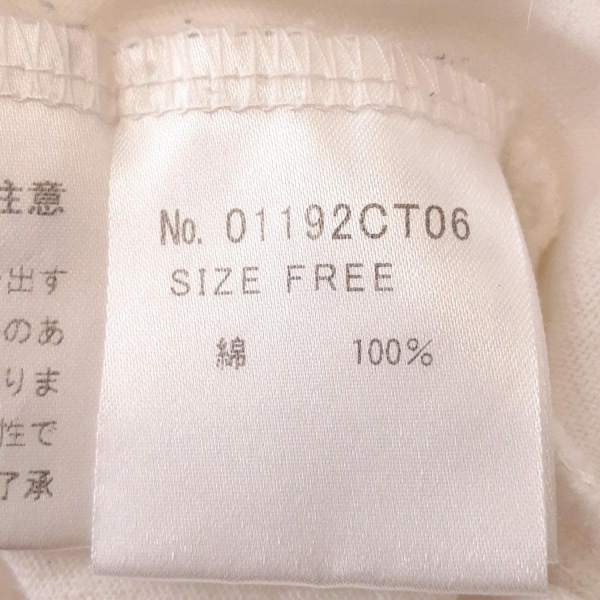 No. 01192CT06
SIZE FREE
綿 100%
注意
出す
のあ
りま
性で
了承